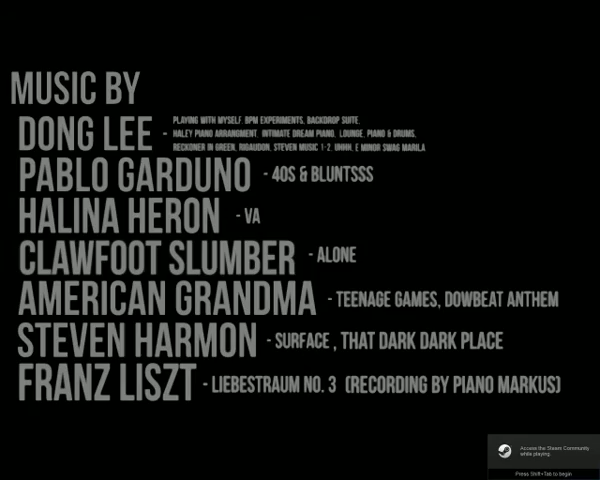 MUSIC BY
DONG LEE - PLAYING WITH MYSELF. BPM EXPERIMENTS, BACKDROP SUITE,
HALEY PIANO ARRANGMENT. INTIMATE DREAM PIANO, LOUNGE, PIANO & DRUMS,
RECKONER IN GREEN, RIGAUDON, STEVEN MUSIC 1-2. UHHH, E MINOR SWAG MARILA
PABLO GARDUNO - 40S & BLUNTSSS
HALINA HERON - VA
CLAWFOOT SLUMBER - ALONE
AMERICAN GRANDMA - TEENAGE GAMES, DOWBEAT ANTHEM
STEVEN HARMON - SURFACE , THAT DARK DARK PLACE
FRANZ LISZT - LIEBESTRAUM NO. 3 (RECORDING BY PIANO MARKUS)
Access the Steam Community
while playing.
Press Shift+Tab to begin